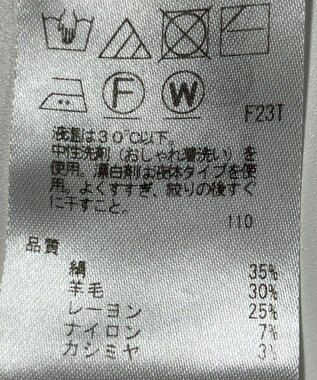 F W
F23T
液温は30℃以下。
中性洗剤（おしゃれ着洗い）を
使用。漂白剤は液体タイプを使
用。よくすすぎ、絞りの後すぐ
に干すこと。
110
品質
絹 35%
羊毛 30%
レーヨン 25%
ナイロン 7%
カシミヤ 3%